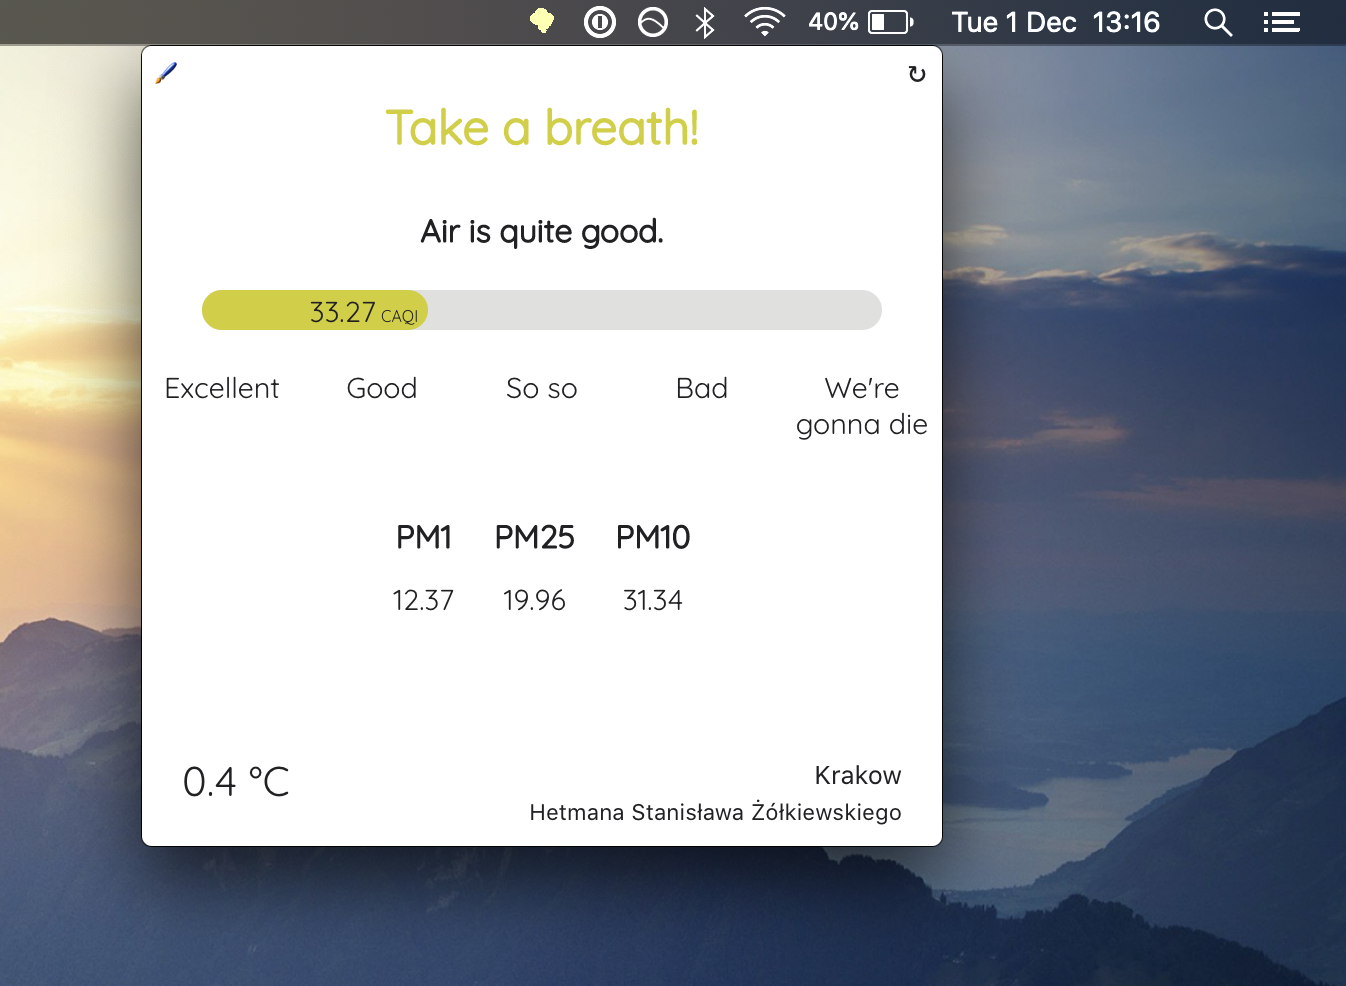 40% Tue 1 Dec 13:16
Take a breath!
Air is quite good.
33.27 CAQI
Excellent Good So so Bad We're
gonna die
PM1 PM25 PM10
12.37 19.96 31.34
0.4 °C
Krakow
Hetmana Stanisława Żółkiewskiego